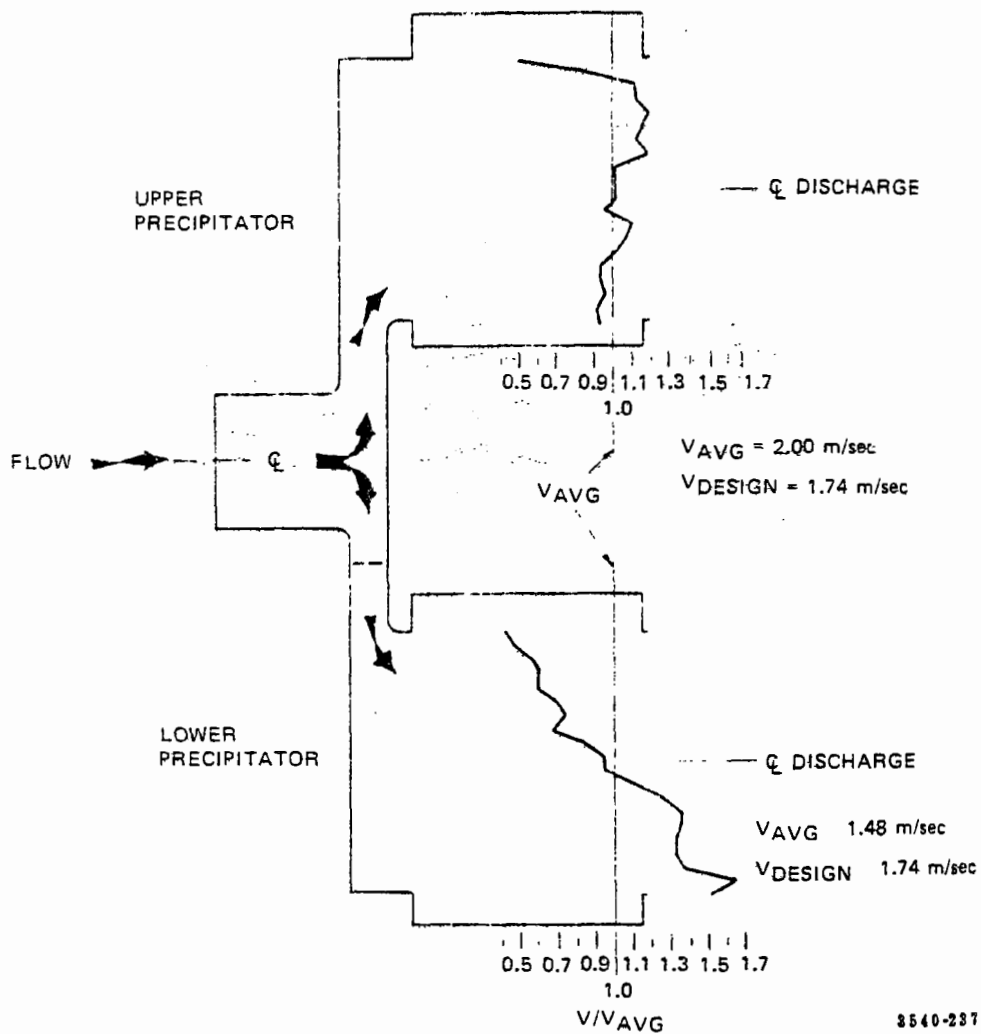 UPPER
PRECIPITATOR
℄ DISCHARGE
0.5 0.7 0.9 1.1 1.3 1.5 1.7
1.0
FLOW
℄
VAVG
VAVG = 2.00 m/sec
VDESIGN = 1.74 m/sec
LOWER
PRECIPITATOR
℄ DISCHARGE
VAVG 1.48 m/sec
VDESIGN 1.74 m/sec
0.5 0.7 0.9 1.1 1.3 1.5 1.7
1.0
V/VAVG
3540-237